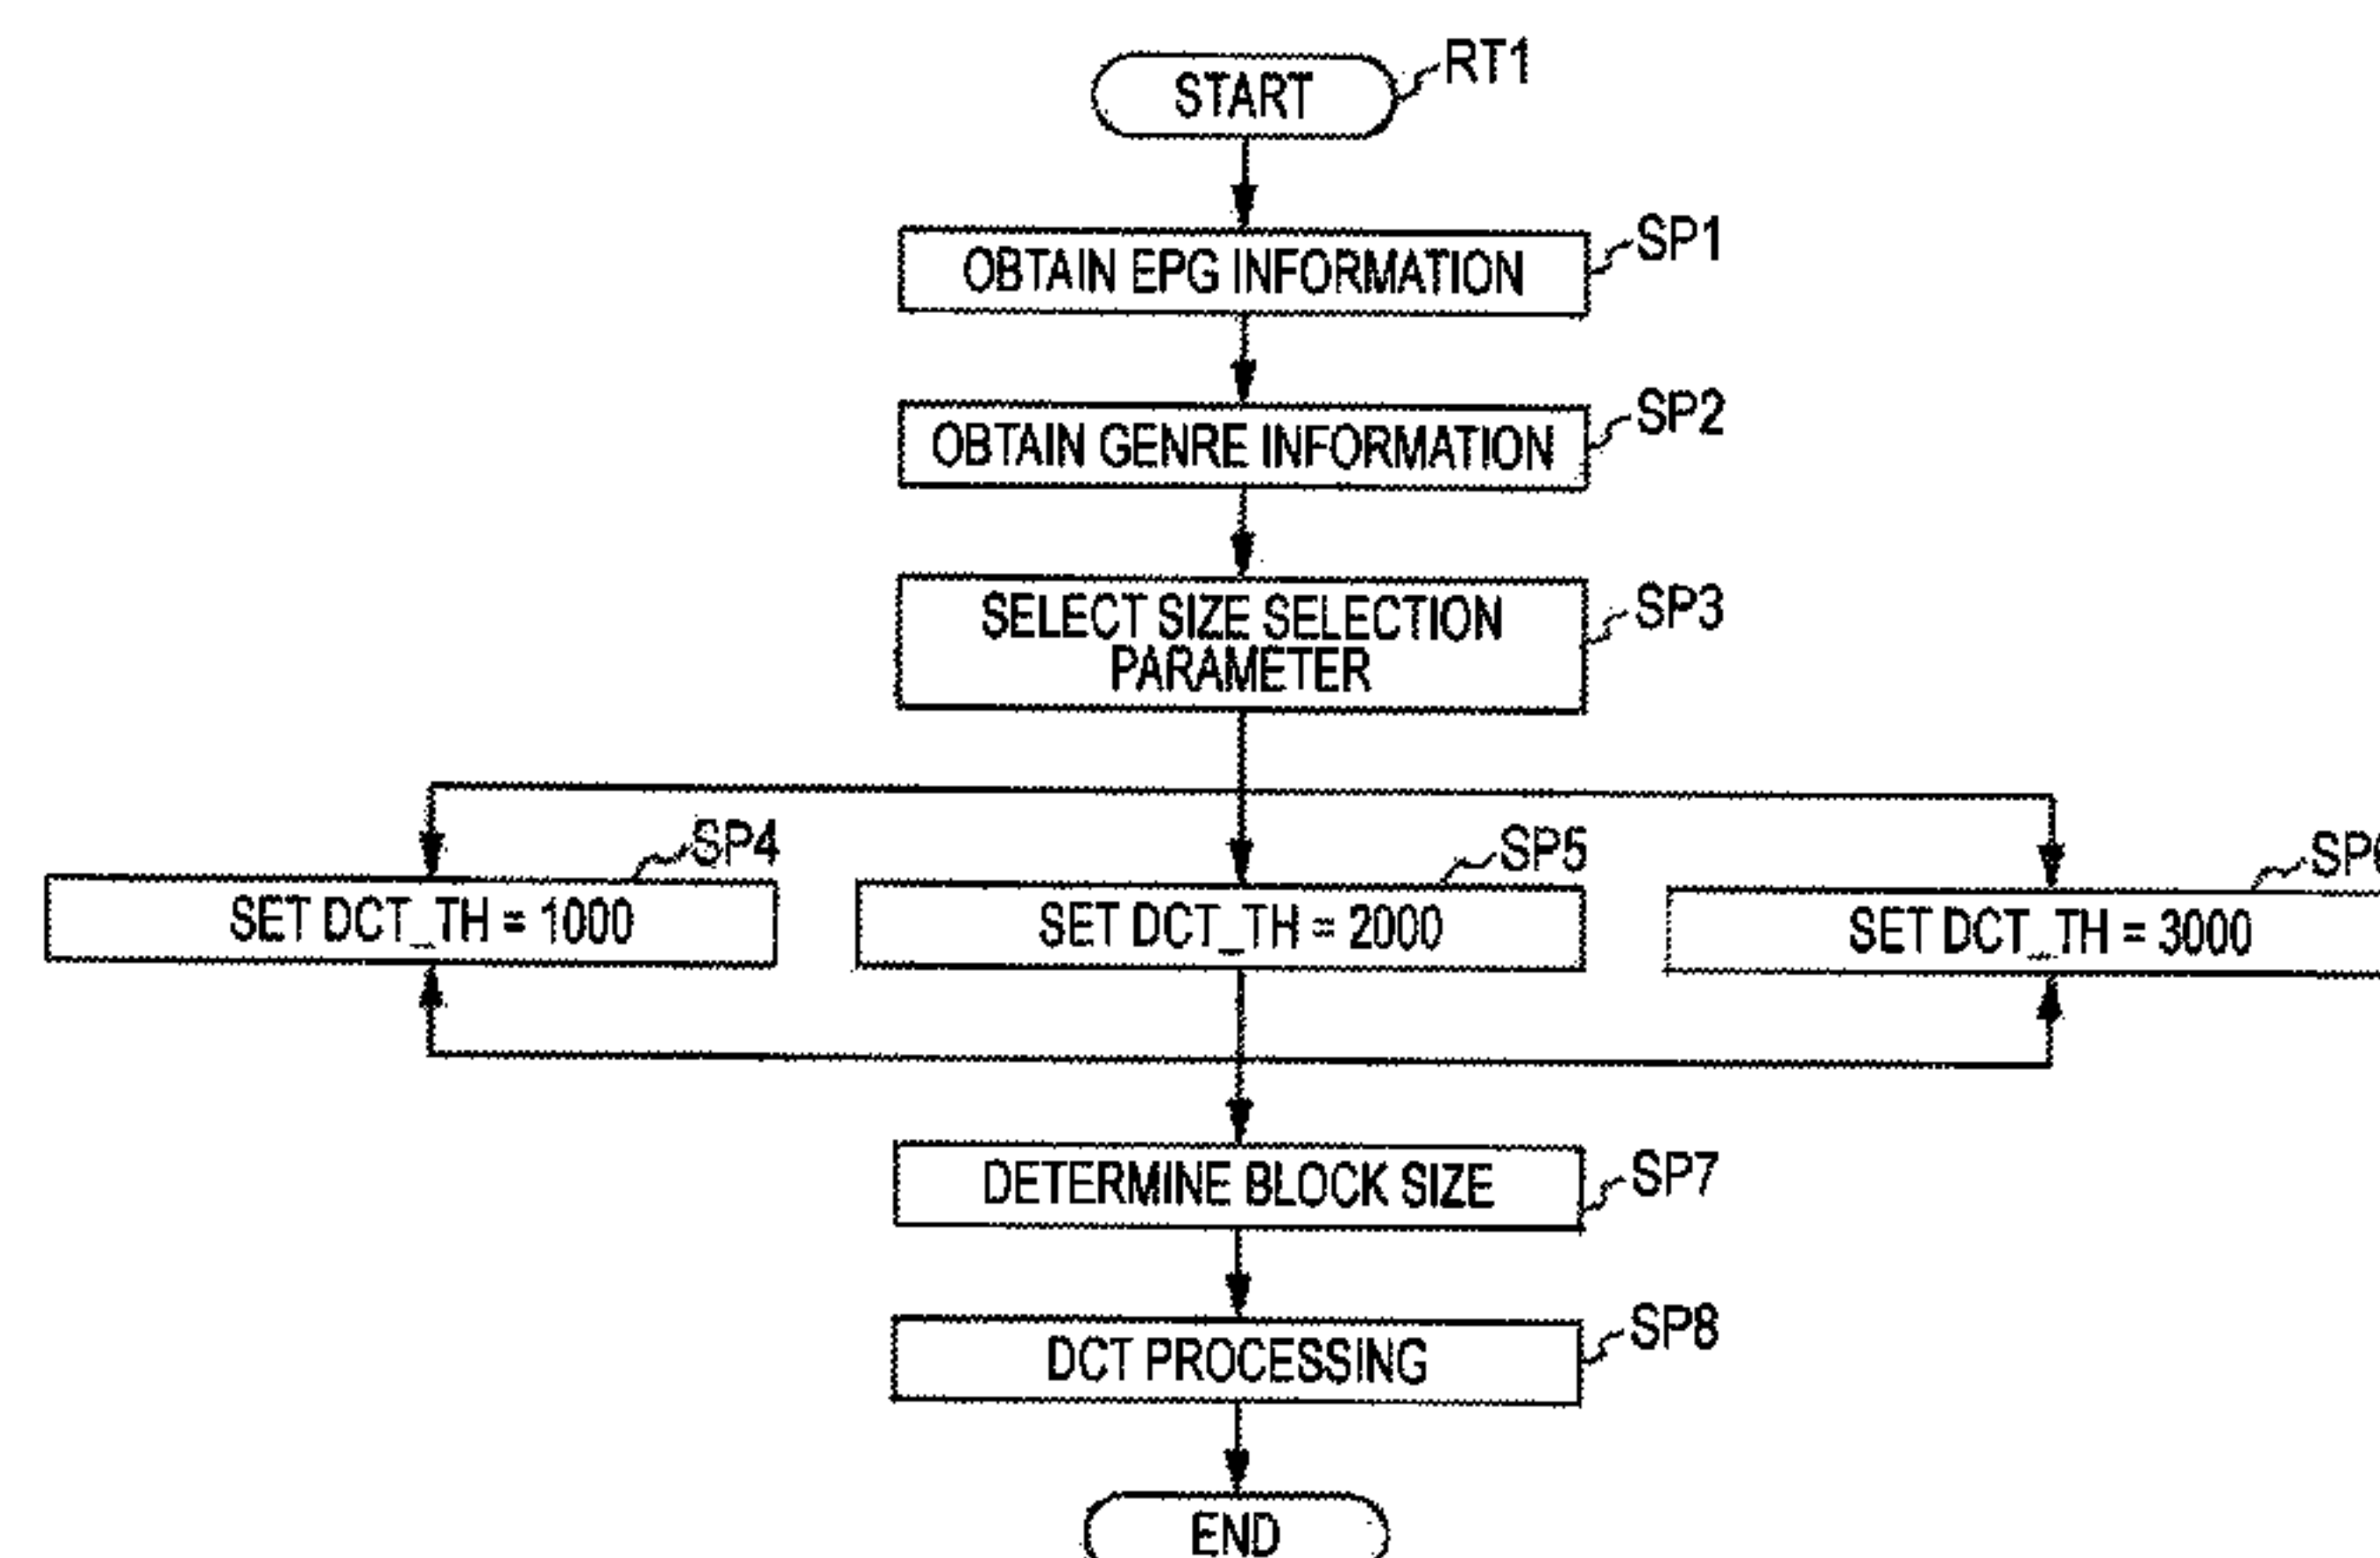 START
RT1
OBTAIN EPG INFORMATION
SP1
OBTAIN GENRE INFORMATION
SP2
SELECT SIZE SELECTION
PARAMETER
SP3
SP4
SET DCT_TH = 1000
SP5
SET DCT_TH = 2000
SET DCT_TH = 3000
DETERMINE BLOCK SIZE
SP7
DCT PROCESSING
SP8
END